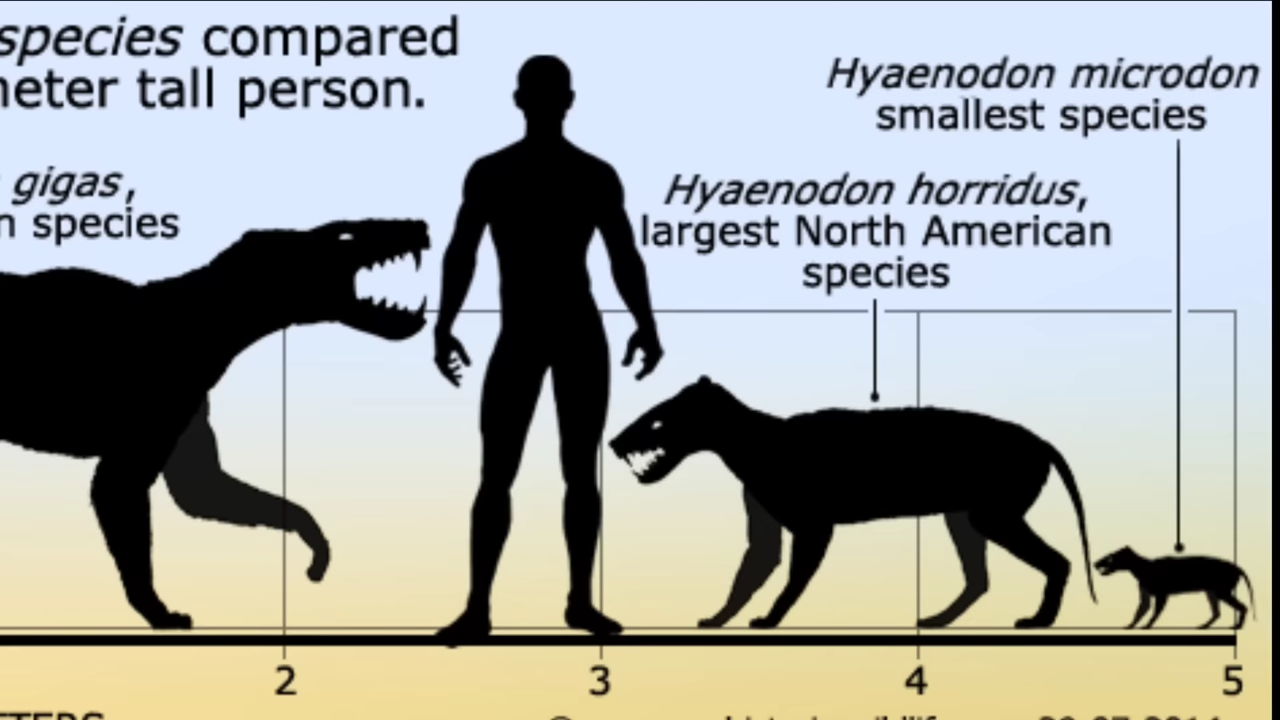 species compared
meter tall person.
gigas,
n species
Hyaenodon microdon
smallest species
Hyaenodon horridus,
largest North American
species
2 3 4 5